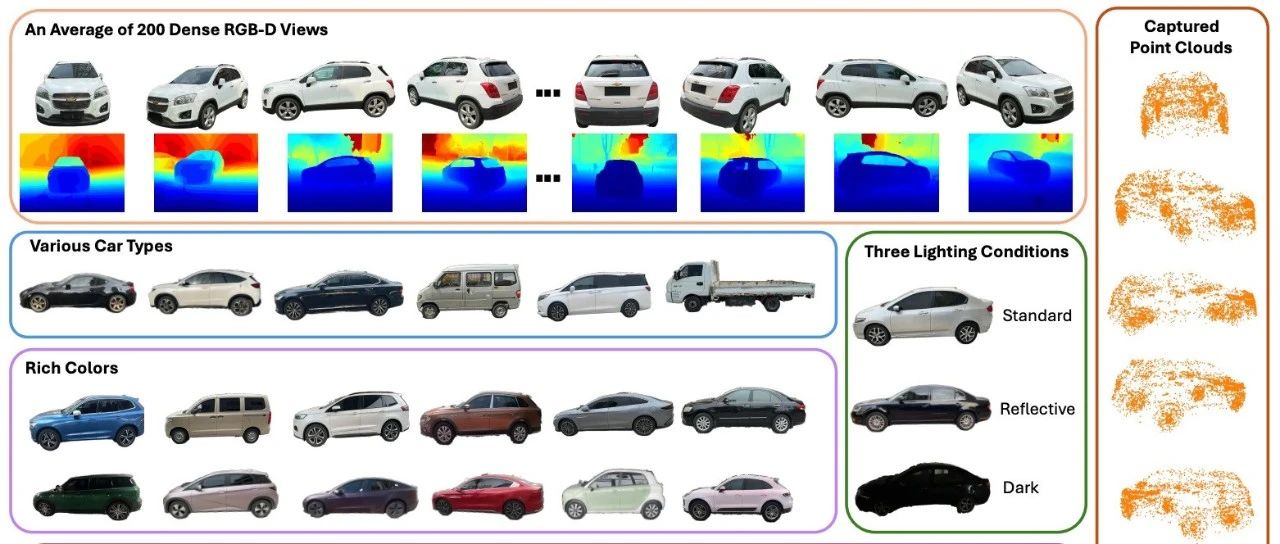 An Average of 200 Dense RGB-D Views
Captured
Point Clouds
Various Car Types
Three Lighting Conditions
Standard
Rich Colors
Reflective
Dark